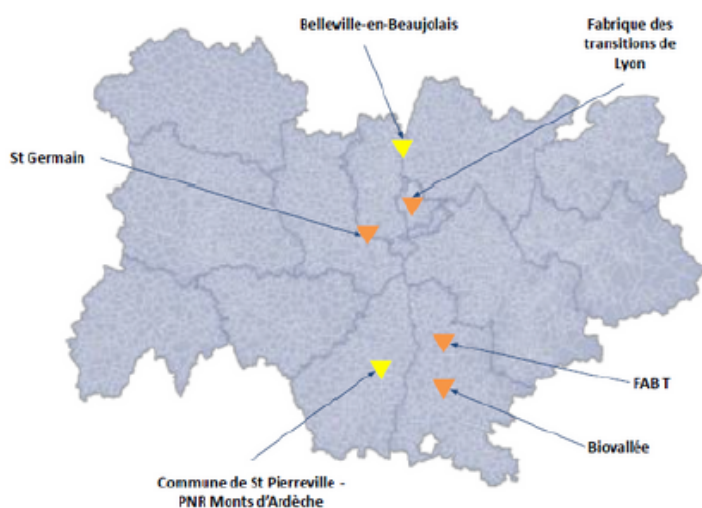 Belleville-en-Beaujolais
Fabrique des
transitions de
Lyon
St Germain
FAB T
Biovallée
Commune de St Pierreville -
PNR Monts d'Ardèche